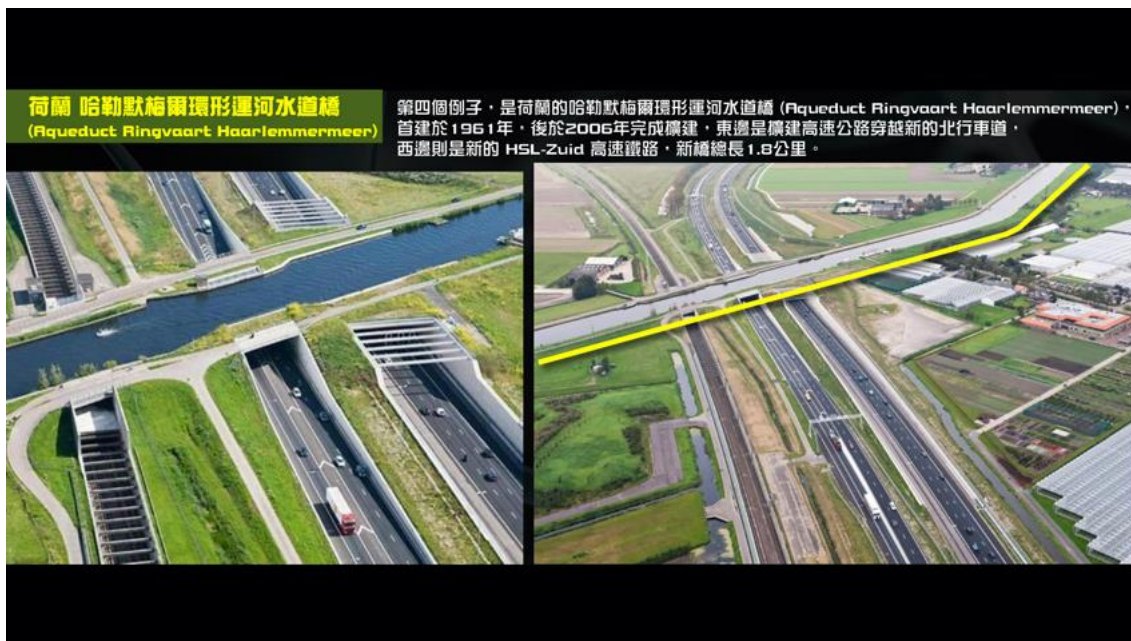 荷蘭 哈勒默梅爾環形運河水道橋
(Aqueduct Ringvaart Haarlemmermeer)
第四個例子，是荷蘭的哈勒默梅爾環形運河水道橋 (Aqueduct Ringvaart Haarlemmermeer)，
首建於1961年，後於2006年完成擴建，東邊是擴建高速公路穿越新的北行車道，
西邊則是新的 HSL-Zuid 高速鐵路，新橋總長1.8公里。